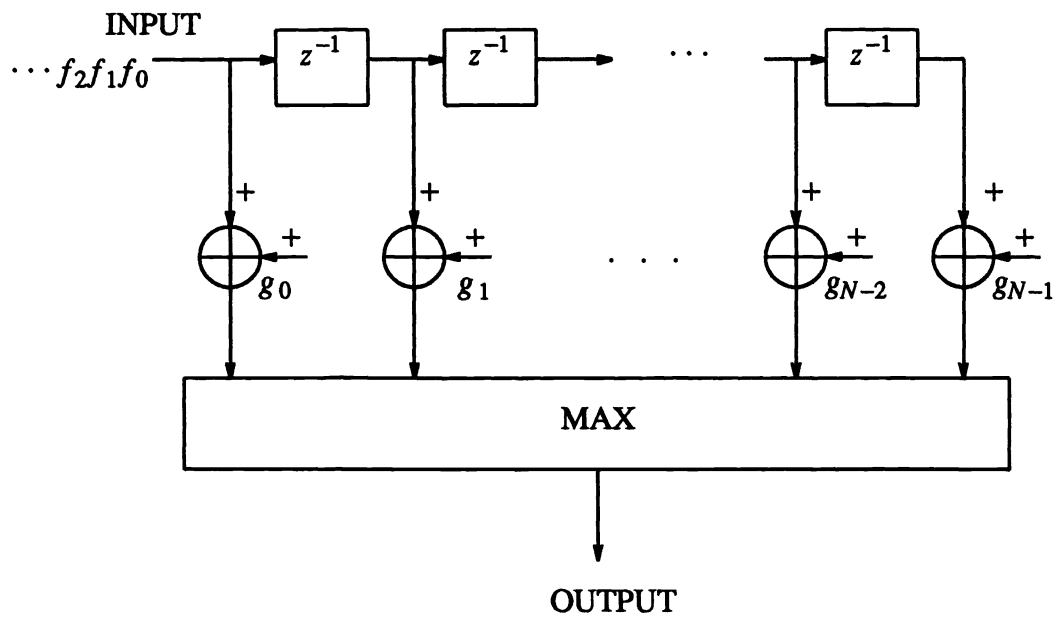 INPUT
··· f₂f₁f₀
z⁻¹ z⁻¹ ··· z⁻¹
+ + + +
+ + + +
g₀ g₁ · · · g_{N−2} g_{N−1}
MAX
OUTPUT